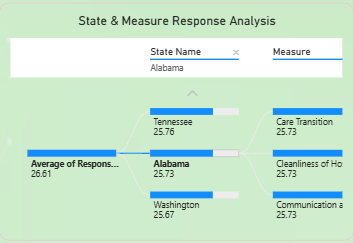 State & Measure Response Analysis
State Name × Measure
Alabama
Tennessee
25.76
Care Transition
25.73
Average of Respons...
26.61
Alabama
25.73
Cleanliness of Ho
25.73
Washington
25.67
Communication a
25.73